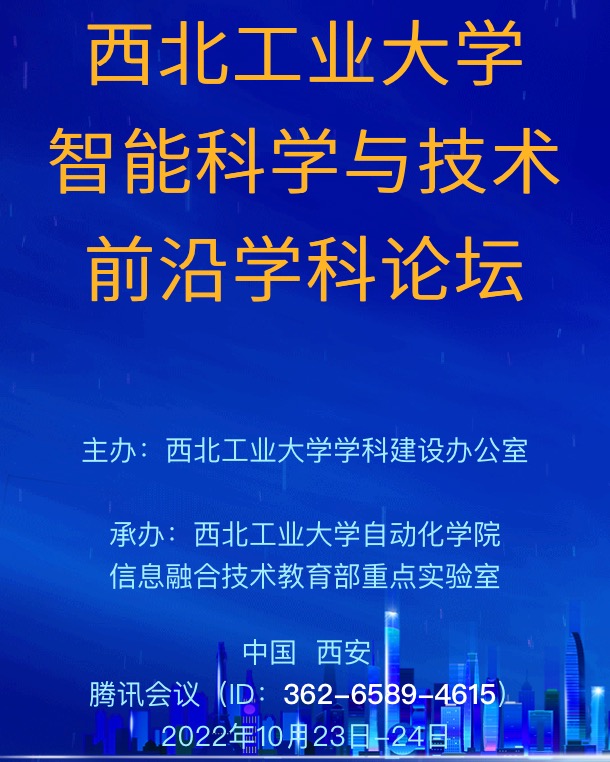 西北工业大学
智能科学与技术
前沿学科论坛
主办：西北工业大学学科建设办公室
承办：西北工业大学自动化学院
信息融合技术教育部重点实验室
中国 西安
腾讯会议（ID：362-6589-4615）
2022年10月23日-24日